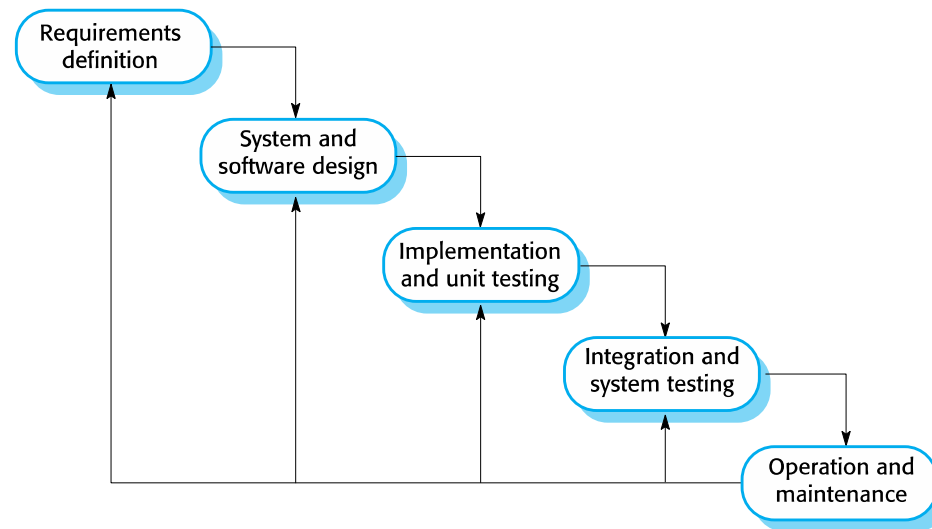 Requirements
definition
System and
software design
Implementation
and unit testing
Integration and
system testing
Operation and
maintenance